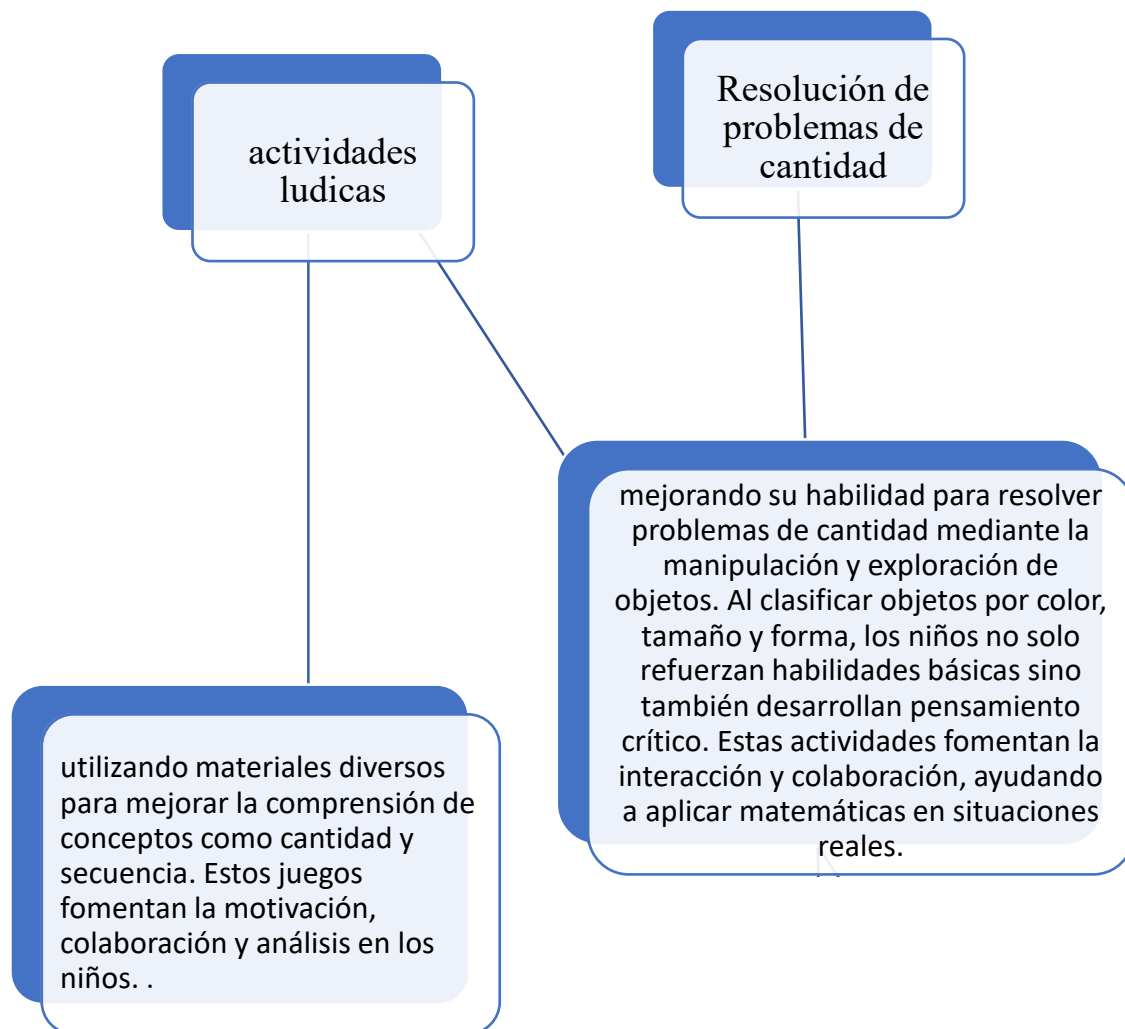 actividades
ludicas
Resolución de
problemas de
cantidad
mejorando su habilidad para resolver
problemas de cantidad mediante la
manipulación y exploración de
objetos. Al clasificar objetos por color,
tamaño y forma, los niños no solo
refuerzan habilidades básicas sino
también desarrollan pensamiento
crítico. Estas actividades fomentan la
interacción y colaboración, ayudando
a aplicar matemáticas en situaciones
reales.
utilizando materiales diversos
para mejorar la comprensión de
conceptos como cantidad y
secuencia. Estos juegos
fomentan la motivación,
colaboración y análisis en los
niños. .